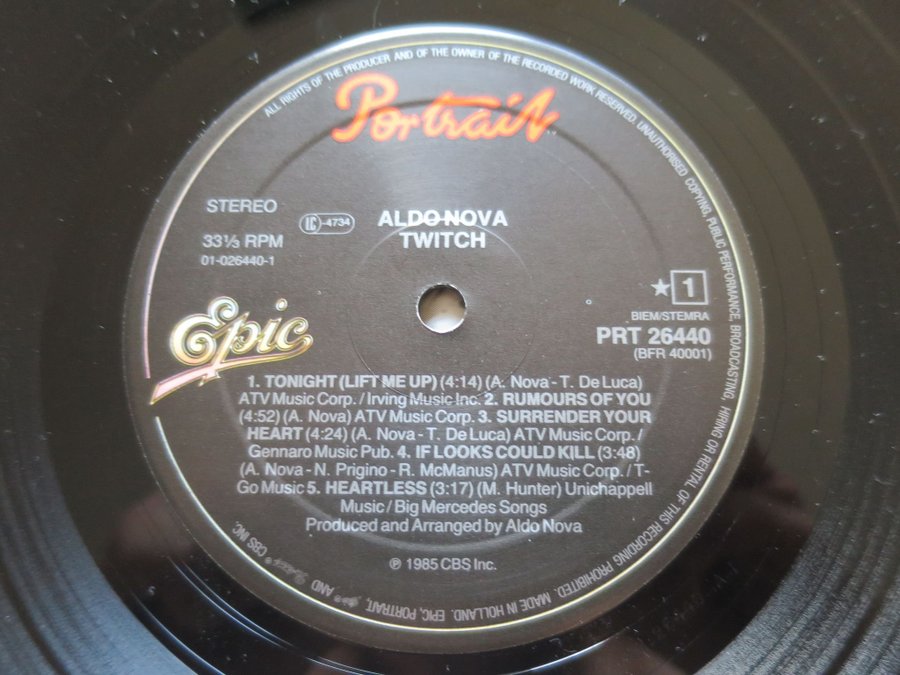 ALL RIGHTS OF THE PRODUCER AND OF THE OWNER OF THE RECORDED WORK RESERVED. UNAUTHORISED COPYING, PUBLIC PERFORMANCE, BROADCASTING, HIRING OR RENTAL OF THIS RECORDING PROHIBITED. MADE IN HOLLAND. EPIC, PORTRAIT,
AND
CBS INC.
Portrait
STEREO
LC-4734
ALDO NOVA
33⅓ RPM
TWITCH
01-026440-1
★ 1
BIEM/STEMRA
PRT 26440
(BFR 40001)
Epic
1. TONIGHT (LIFT ME UP) (4:14) (A. Nova - T. De Luca)
ATV Music Corp. / Irving Music Inc. 2. RUMOURS OF YOU
(4:52) (A. Nova) ATV Music Corp. 3. SURRENDER YOUR
HEART (4:24) (A. Nova - T. De Luca) ATV Music Corp. /
Gennaro Music Pub. 4. IF LOOKS COULD KILL (3:48)
(A. Nova - N. Prigino - R. McManus) ATV Music Corp. / T-
Go Music 5. HEARTLESS (3:17) (M. Hunter) Unichappell
Music / Big Mercedes Songs
Produced and Arranged by Aldo Nova
℗ 1985 CBS Inc.